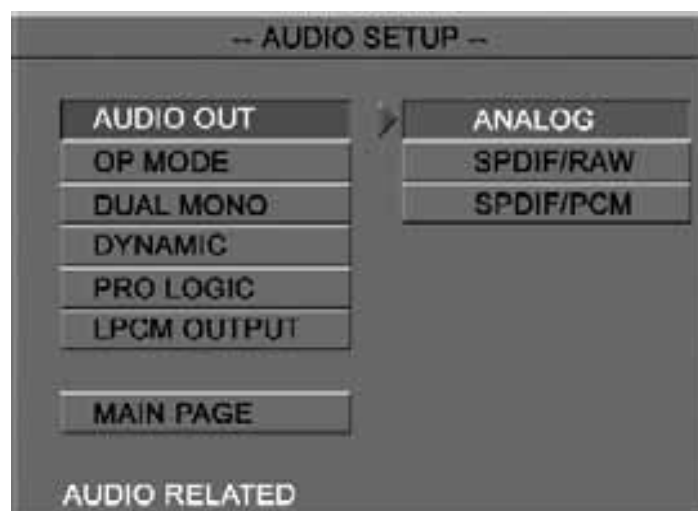 -- AUDIO SETUP --
AUDIO OUT
ANALOG
OP MODE
SPDIF/RAW
DUAL MONO
SPDIF/PCM
DYNAMIC
PRO LOGIC
LPCM OUTPUT
MAIN PAGE
AUDIO RELATED